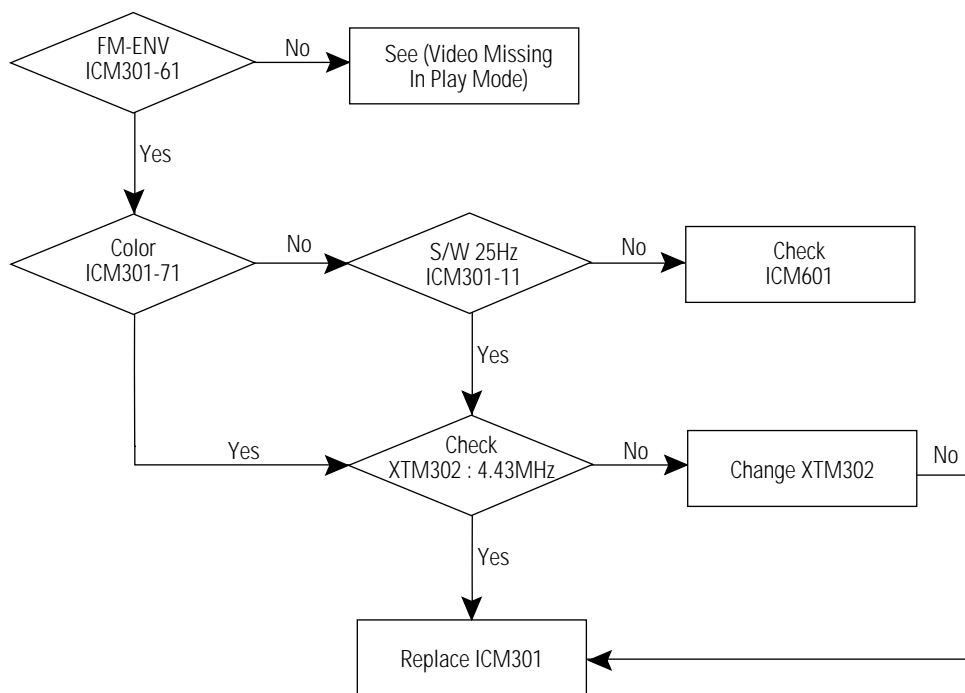 FM-ENV
ICM301-61
No
See (Video Missing
In Play Mode)
Yes
Color
ICM301-71
No
S/W 25Hz
ICM301-11
No
Check
ICM601
Yes
Yes
Check
XTM302 : 4.43MHz
No
Change XTM302
No
Yes
Replace ICM301